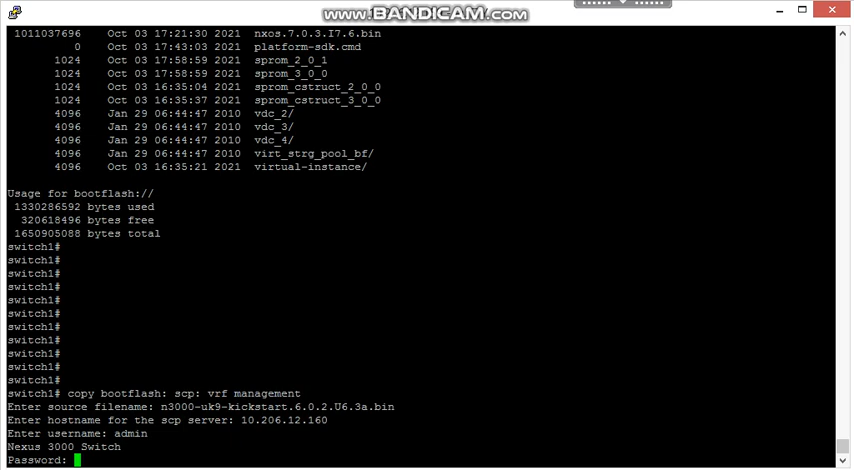 www.BANDICAM.com
1011037696 Oct 03 17:21:30 2021 nxos.7.0.3.I7.6.bin
0 Oct 03 17:43:03 2021 platform-sdk.cmd
1024 Oct 03 17:58:59 2021 sprom_2_0_1
1024 Oct 03 17:58:59 2021 sprom_3_0_0
1024 Oct 03 16:35:04 2021 sprom_cstruct_2_0_0
1024 Oct 03 16:35:37 2021 sprom_cstruct_3_0_0
4096 Jan 29 06:44:47 2010 vdc_2/
4096 Jan 29 06:44:47 2010 vdc_3/
4096 Jan 29 06:44:47 2010 vdc_4/
4096 Jan 29 06:44:47 2010 virt_strg_pool_bf/
4096 Oct 03 16:35:21 2021 virtual-instance/
Usage for bootflash://
1330286592 bytes used
320618496 bytes free
1650905088 bytes total
switch1#
switch1#
switch1#
switch1#
switch1#
switch1#
switch1#
switch1#
switch1#
switch1#
switch1#
switch1# copy bootflash: scp: vrf management
Enter source filename: n3000-uk9-kickstart.6.0.2.U6.3a.bin
Enter hostname for the scp server: 10.206.12.160
Enter username: admin
Nexus 3000 Switch
Password: